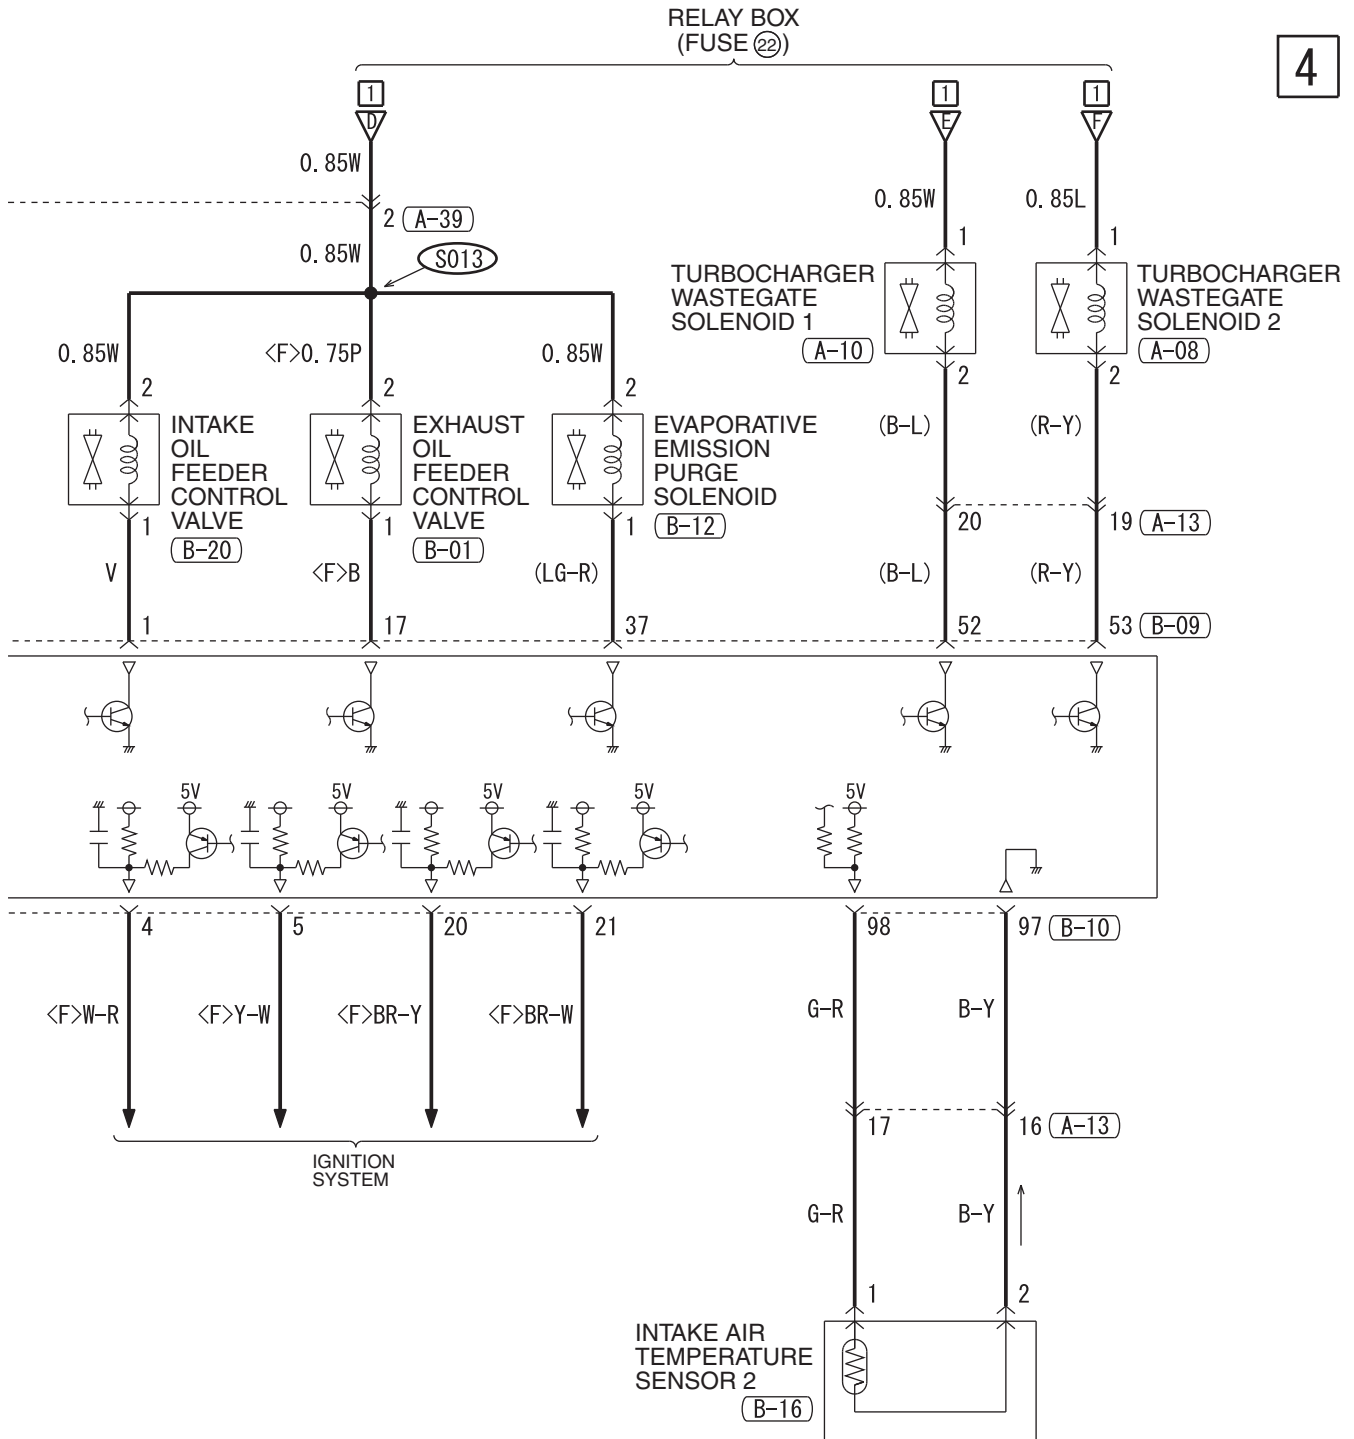 RELAY BOX
(FUSE 22)
4
1
1
1
D
E
F
0.85W
0.85W
0.85L
2 A-39
0.85W
S013
1
1
TURBOCHARGER
WASTEGATE
SOLENOID 1
A-10
TURBOCHARGER
WASTEGATE
SOLENOID 2
A-08
0.85W
<F>0.75P
0.85W
2
2
2
2
2
INTAKE
OIL
FEEDER
CONTROL
VALVE
B-20
EXHAUST
OIL
FEEDER
CONTROL
VALVE
B-01
EVAPORATIVE
EMISSION
PURGE
SOLENOID
B-12
(B-L)
(R-Y)
1
1
1
20
19 A-13
V
<F>B
(LG-R)
(B-L)
(R-Y)
1
17
37
52
53 B-09
5V
5V
5V
5V
5V
4
5
20
21
98
97 B-10
<F>W-R
<F>Y-W
<F>BR-Y
<F>BR-W
G-R
B-Y
17
16 A-13
IGNITION
SYSTEM
G-R
B-Y
1
2
INTAKE AIR
TEMPERATURE
SENSOR 2
B-16